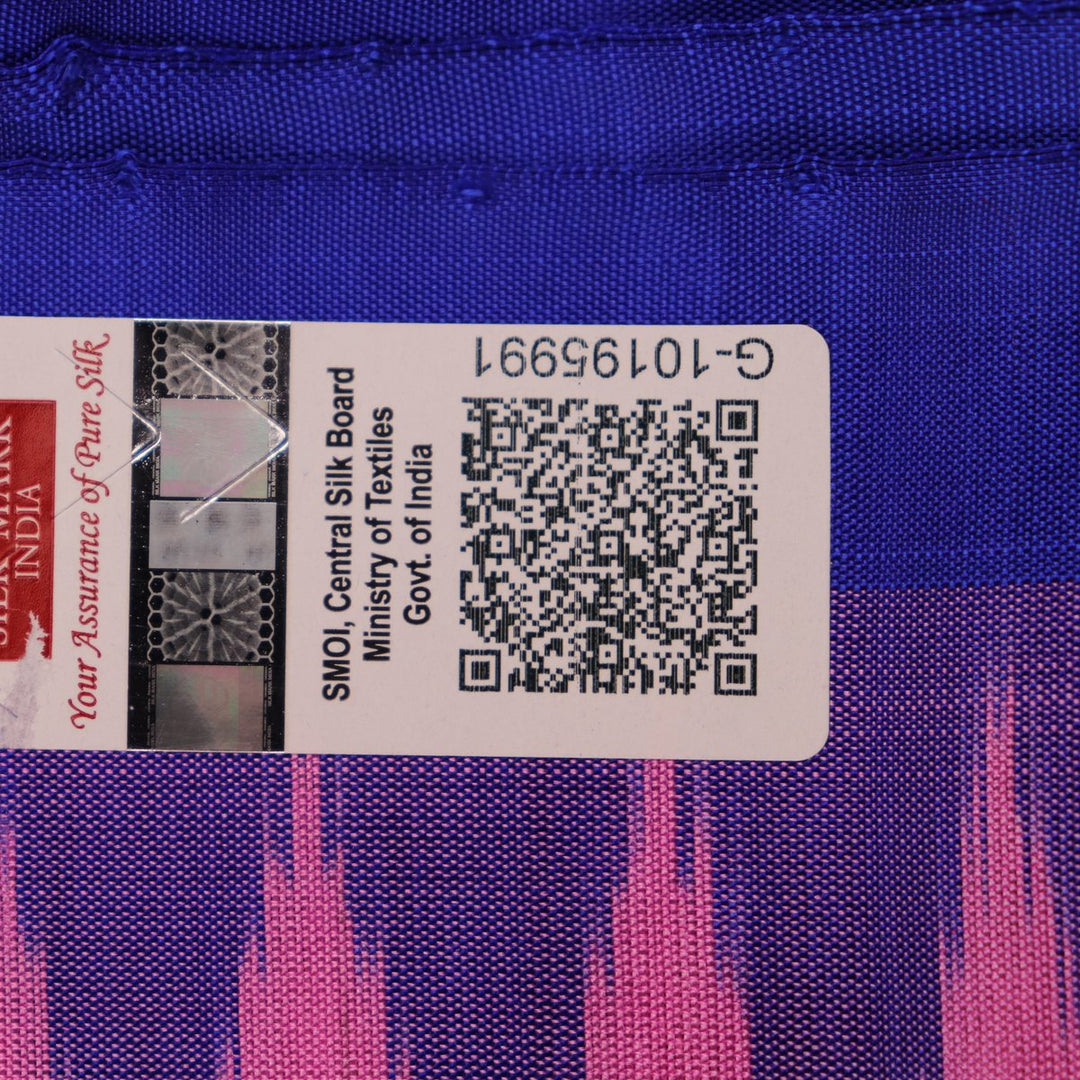 SILK MARK
INDIA
Your Assurance of Pure Silk
SMOI, Central Silk Board
Ministry of Textiles
Govt. of India
G-10195991